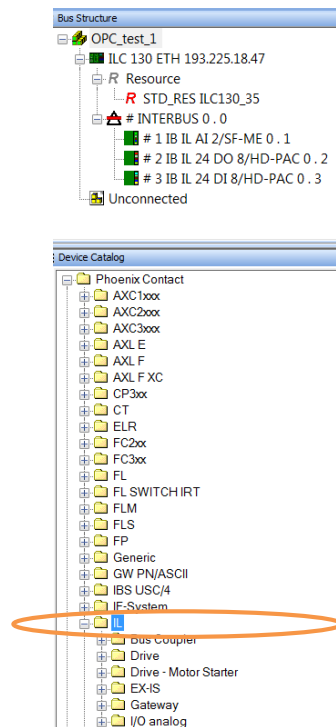 Bus Structure
OPC_test_1
ILC 130 ETH 193.225.18.47
R Resource
R STD_RES ILC130_35
# INTERBUS 0 . 0
# 1 IB IL AI 2/SF-ME 0 . 1
# 2 IB IL 24 DO 8/HD-PAC 0 . 2
# 3 IB IL 24 DI 8/HD-PAC 0 . 3
Unconnected
Device Catalog
Phoenix Contact
AXC1xxx
AXC2xxx
AXC3xxx
AXL E
AXL F
AXL F XC
CP3xx
CT
ELR
FC2xx
FC3xx
FL
FL SWITCH IRT
FLM
FLS
FP
Generic
GW PN/ASCII
IBS USC/4
IF-System
IL
Bus Coupler
Drive
Drive - Motor Starter
EX-IS
Gateway
I/O analog